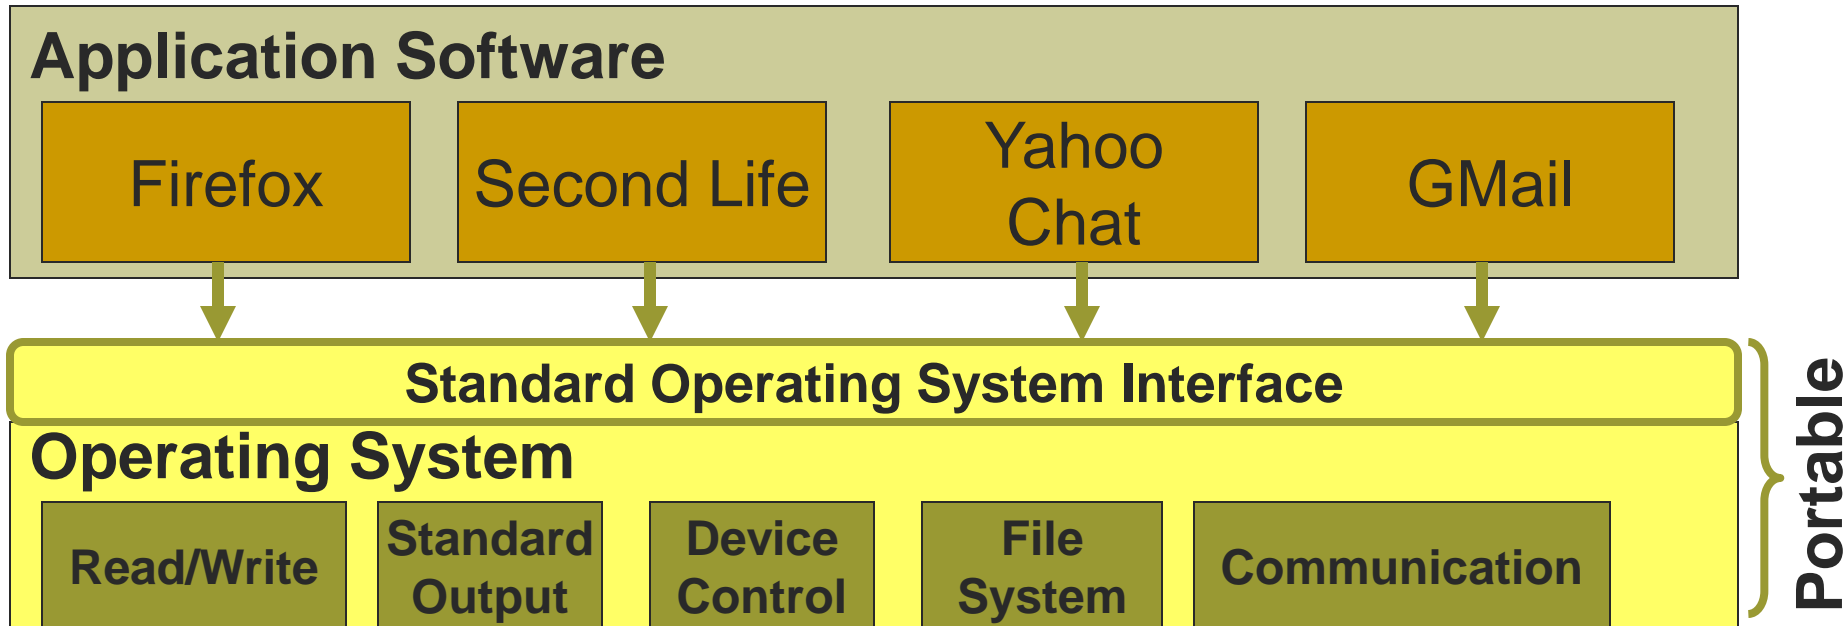 Application Software
Firefox
Second Life
Yahoo
Chat
GMail
Standard Operating System Interface
Operating System
Read/Write
Standard
Output
Device
Control
File
System
Communication
Portable